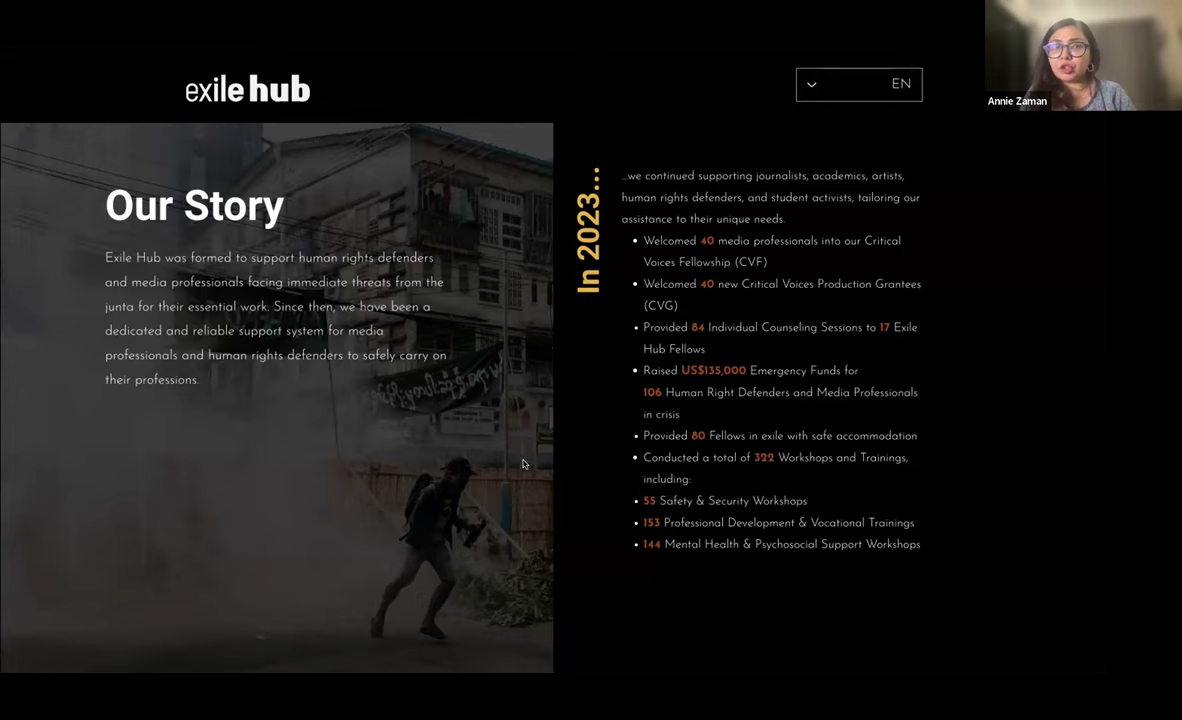 exile hub
EN
Annie Zaman
Our Story
Exile Hub was formed to support human rights defenders
and media professionals facing immediate threats from the
junta for their essential work. Since then, we have been a
dedicated and reliable support system for media
professionals and human rights defenders to safely carry on
their professions.
In 2023...
...we continued supporting journalists, academics, artists,
human rights defenders, and student activists, tailoring our
assistance to their unique needs.
• Welcomed 40 media professionals into our Critical
Voices Fellowship (CVF)
• Welcomed 40 new Critical Voices Production Grantees
(CVG)
• Provided 84 Individual Counseling Sessions to 17 Exile
Hub Fellows
• Raised US$135,000 Emergency Funds for
106 Human Right Defenders and Media Professionals
in crisis
• Provided 80 Fellows in exile with safe accommodation
• Conducted a total of 322 Workshops and Trainings,
including:
• 55 Safety & Security Workshops
• 153 Professional Development & Vocational Trainings
• 144 Mental Health & Psychosocial Support Workshops